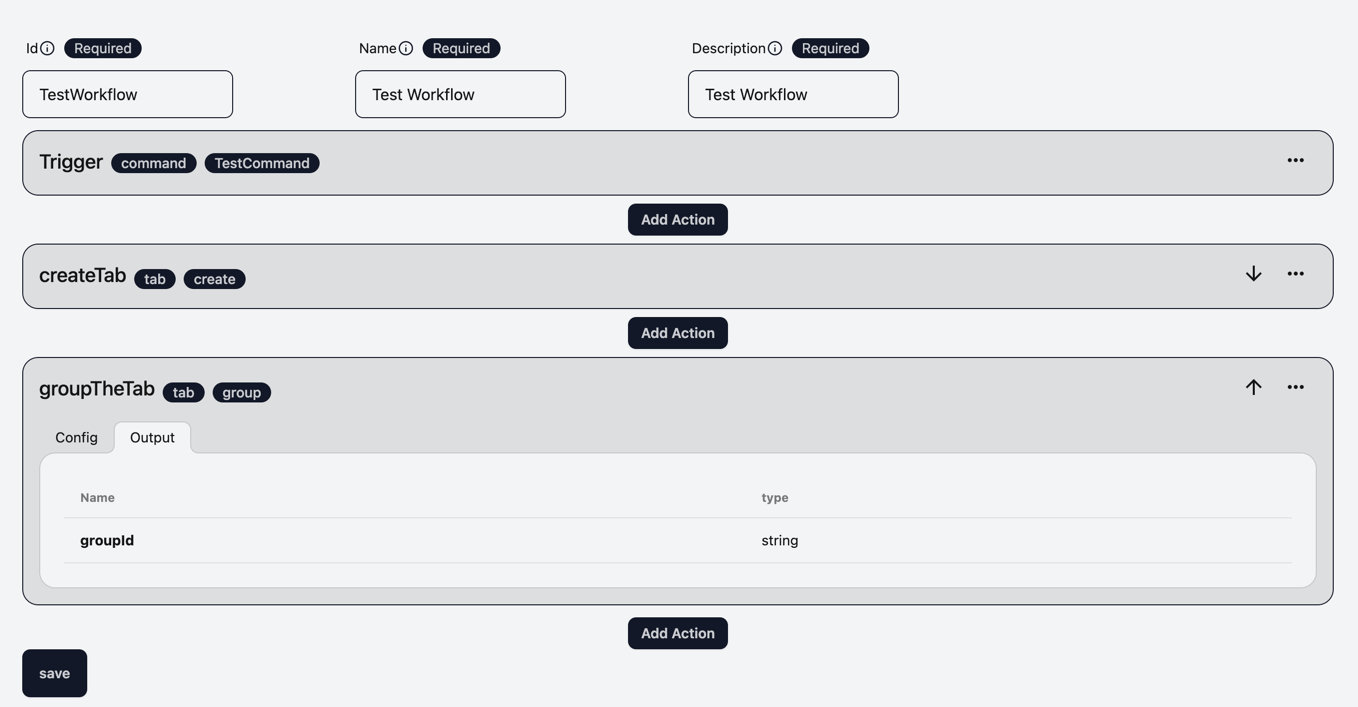 Id Required Name Required Description Required
TestWorkflow Test Workflow Test Workflow
Trigger command TestCommand
Add Action
createTab tab create
Add Action
groupTheTab tab group
Config Output
Name type
groupId string
Add Action
save